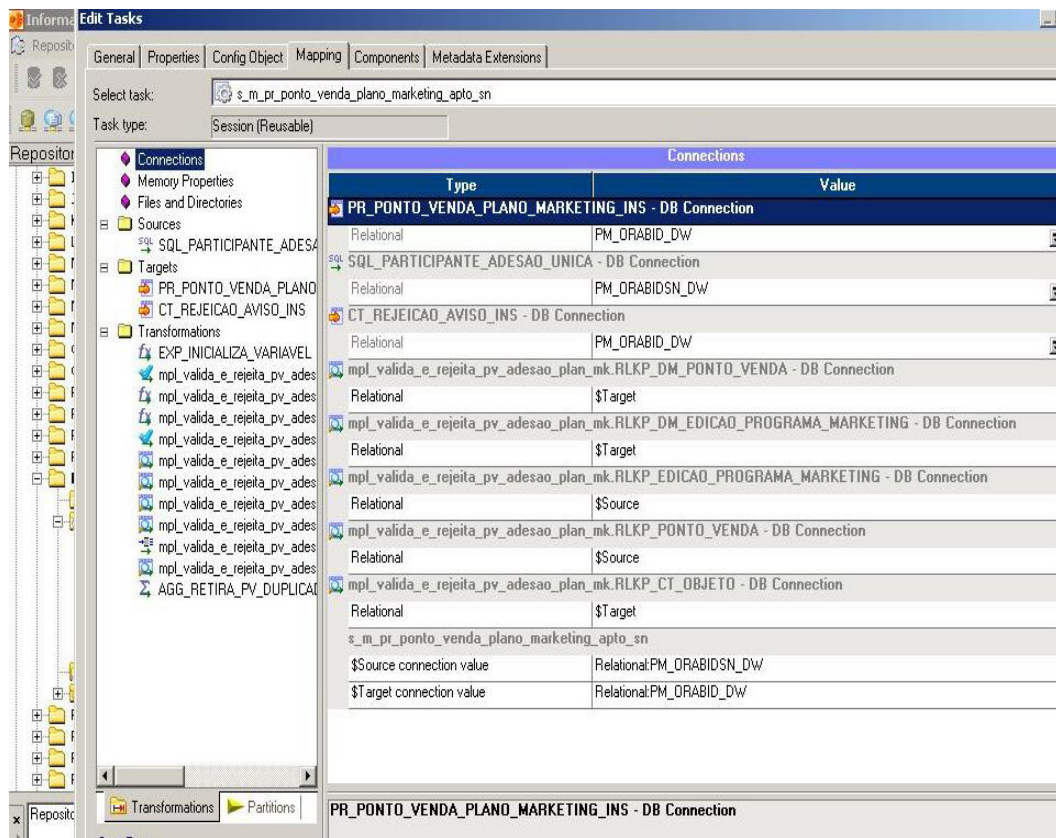 Informa
Edit Tasks
Reposit
General Properties Config Object Mapping Components Metadata Extensions
Select task: s_m_pr_ponto_venda_plano_marketing_apto_sn
Task type: Session (Reusable)
Repositor
Connections
Memory Properties
Files and Directories
Sources
SQL_PARTICIPANTE_ADESA
Targets
PR_PONTO_VENDA_PLANO
CT_REJEICAO_AVISO_INS
Transformations
EXP_INICIALIZA_VARIAVEL
mpl_valida_e_rejeita_pv_ades
mpl_valida_e_rejeita_pv_ades
mpl_valida_e_rejeita_pv_ades
mpl_valida_e_rejeita_pv_ades
mpl_valida_e_rejeita_pv_ades
mpl_valida_e_rejeita_pv_ades
mpl_valida_e_rejeita_pv_ades
mpl_valida_e_rejeita_pv_ades
mpl_valida_e_rejeita_pv_ades
mpl_valida_e_rejeita_pv_ades
AGG_RETIRA_PV_DUPLICAD
Connections
Type Value
PR_PONTO_VENDA_PLANO_MARKETING_INS - DB Connection
Relational PM_ORABID_DW
SQL_PARTICIPANTE_ADESAO_UNICA - DB Connection
Relational PM_ORABIDSN_DW
CT_REJEICAO_AVISO_INS - DB Connection
Relational PM_ORABID_DW
mpl_valida_e_rejeita_pv_adesao_plan_mk.RLKP_DM_PONTO_VENDA - DB Connection
Relational $Target
mpl_valida_e_rejeita_pv_adesao_plan_mk.RLKP_DM_EDICAO_PROGRAMA_MARKETING - DB Connection
Relational $Target
mpl_valida_e_rejeita_pv_adesao_plan_mk.RLKP_EDICAO_PROGRAMA_MARKETING - DB Connection
Relational $Source
mpl_valida_e_rejeita_pv_adesao_plan_mk.RLKP_PONTO_VENDA - DB Connection
Relational $Source
mpl_valida_e_rejeita_pv_adesao_plan_mk.RLKP_CT_OBJETO - DB Connection
Relational $Target
s_m_pr_ponto_venda_plano_marketing_apto_sn
$Source connection value Relational:PM_ORABIDSN_DW
$Target connection value Relational:PM_ORABID_DW
Transformations Partitions
PR_PONTO_VENDA_PLANO_MARKETING_INS - DB Connection
Reposito